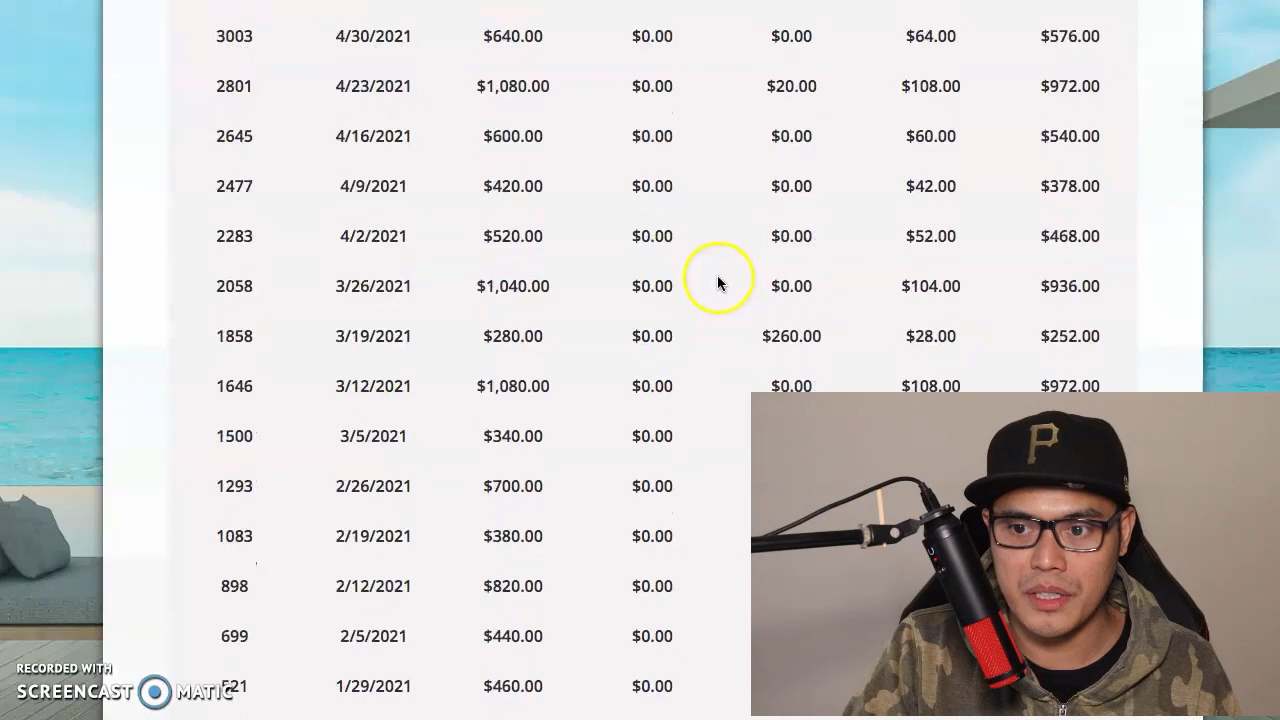 3003 4/30/2021 $640.00 $0.00 $0.00 $64.00 $576.00
2801 4/23/2021 $1,080.00 $0.00 $20.00 $108.00 $972.00
2645 4/16/2021 $600.00 $0.00 $0.00 $60.00 $540.00
2477 4/9/2021 $420.00 $0.00 $0.00 $42.00 $378.00
2283 4/2/2021 $520.00 $0.00 $0.00 $52.00 $468.00
2058 3/26/2021 $1,040.00 $0.00 $0.00 $104.00 $936.00
1858 3/19/2021 $280.00 $0.00 $260.00 $28.00 $252.00
1646 3/12/2021 $1,080.00 $0.00 $0.00 $108.00 $972.00
1500 3/5/2021 $340.00 $0.00
1293 2/26/2021 $700.00 $0.00
1083 2/19/2021 $380.00 $0.00
898 2/12/2021 $820.00 $0.00
699 2/5/2021 $440.00 $0.00
521 1/29/2021 $460.00 $0.00
P
RECORDED WITH
SCREENCAST MATIC